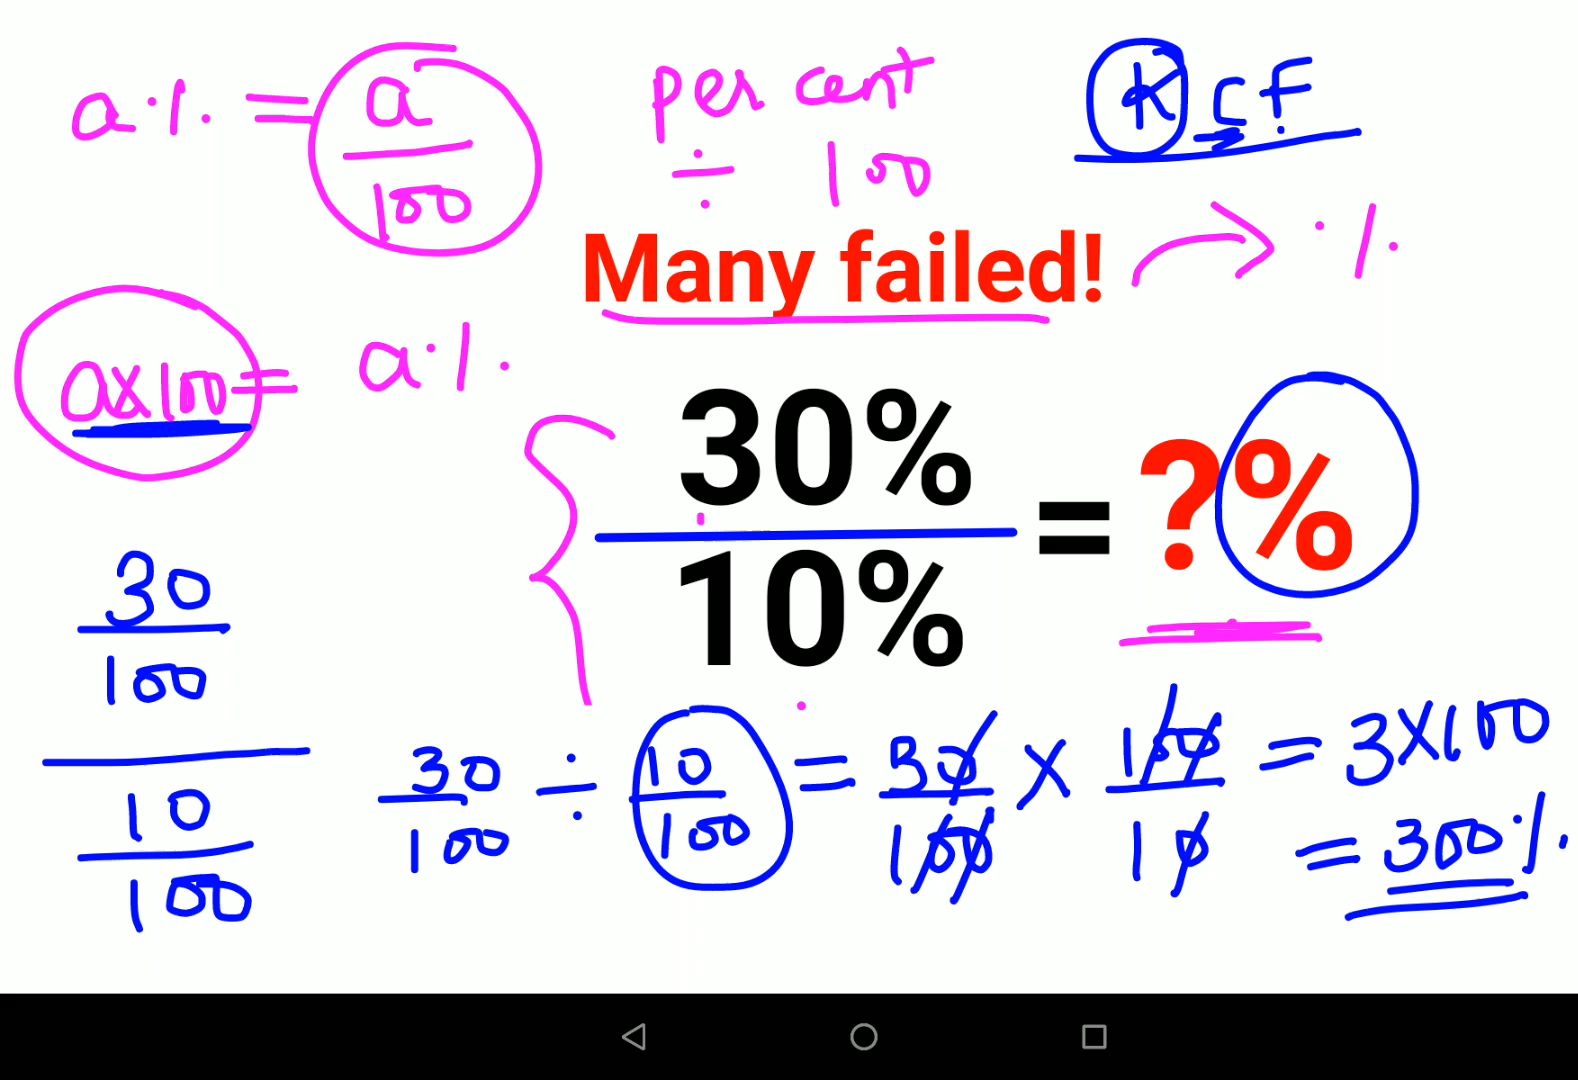 a% = a/100
per cent
÷ 100
KCF
Many failed!
→ %
a×100 = a%
30%
10%
= ?%
30
100
10
100
30/100 ÷ 10/100 = 30/100 × 100/10 = 3×100
= 300%